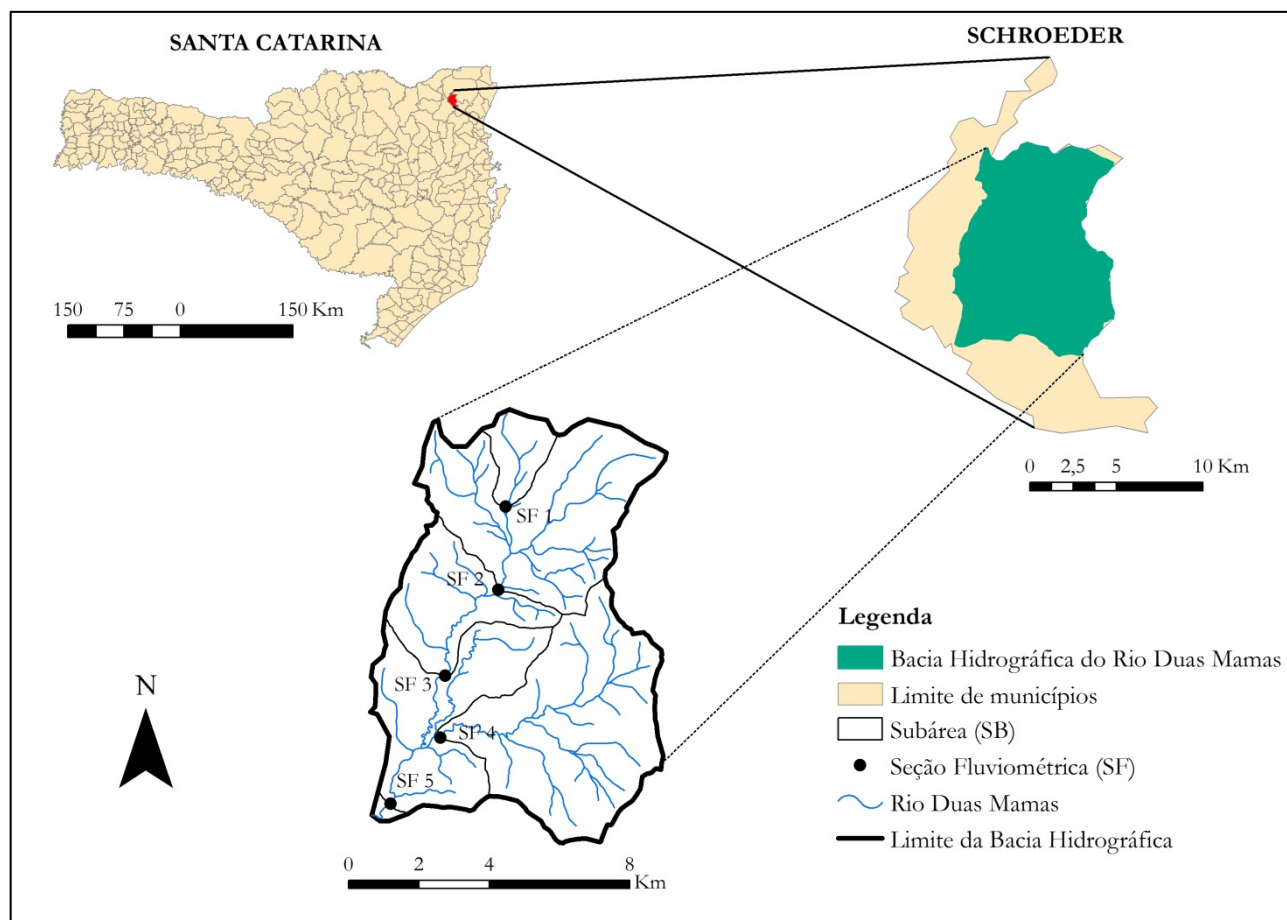 SANTA CATARINA
SCHROEDER
150 75 0 150 Km
0 2,5 5 10 Km
SF 1
SF 2
SF 3
SF 4
SF 5
N
0 2 4 8
Km
Legenda
Bacia Hidrográfica do Rio Duas Mamas
Limite de municípios
Subárea (SB)
Seção Fluviométrica (SF)
Rio Duas Mamas
Limite da Bacia Hidrográfica